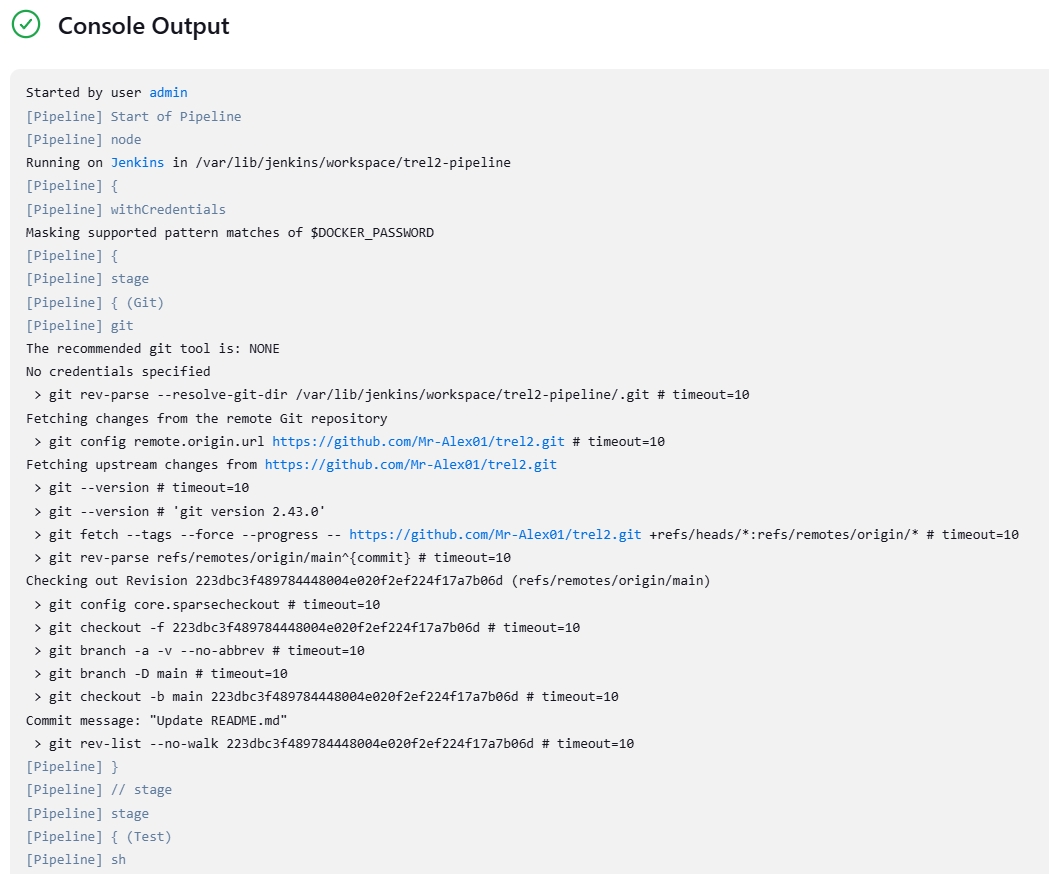 Console Output
Started by user admin
[Pipeline] Start of Pipeline
[Pipeline] node
Running on Jenkins in /var/lib/jenkins/workspace/trel2-pipeline
[Pipeline] {
[Pipeline] withCredentials
Masking supported pattern matches of $DOCKER_PASSWORD
[Pipeline] {
[Pipeline] stage
[Pipeline] { (Git)
[Pipeline] git
The recommended git tool is: NONE
No credentials specified
 > git rev-parse --resolve-git-dir /var/lib/jenkins/workspace/trel2-pipeline/.git # timeout=10
Fetching changes from the remote Git repository
 > git config remote.origin.url https://github.com/Mr-Alex01/trel2.git # timeout=10
Fetching upstream changes from https://github.com/Mr-Alex01/trel2.git
 > git --version # timeout=10
 > git --version # 'git version 2.43.0'
 > git fetch --tags --force --progress -- https://github.com/Mr-Alex01/trel2.git +refs/heads/*:refs/remotes/origin/* # timeout=10
 > git rev-parse refs/remotes/origin/main^{commit} # timeout=10
Checking out Revision 223dbc3f489784448004e020f2ef224f17a7b06d (refs/remotes/origin/main)
 > git config core.sparsecheckout # timeout=10
 > git checkout -f 223dbc3f489784448004e020f2ef224f17a7b06d # timeout=10
 > git branch -a -v --no-abbrev # timeout=10
 > git branch -D main # timeout=10
 > git checkout -b main 223dbc3f489784448004e020f2ef224f17a7b06d # timeout=10
Commit message: "Update README.md"
 > git rev-list --no-walk 223dbc3f489784448004e020f2ef224f17a7b06d # timeout=10
[Pipeline] }
[Pipeline] // stage
[Pipeline] stage
[Pipeline] { (Test)
[Pipeline] sh